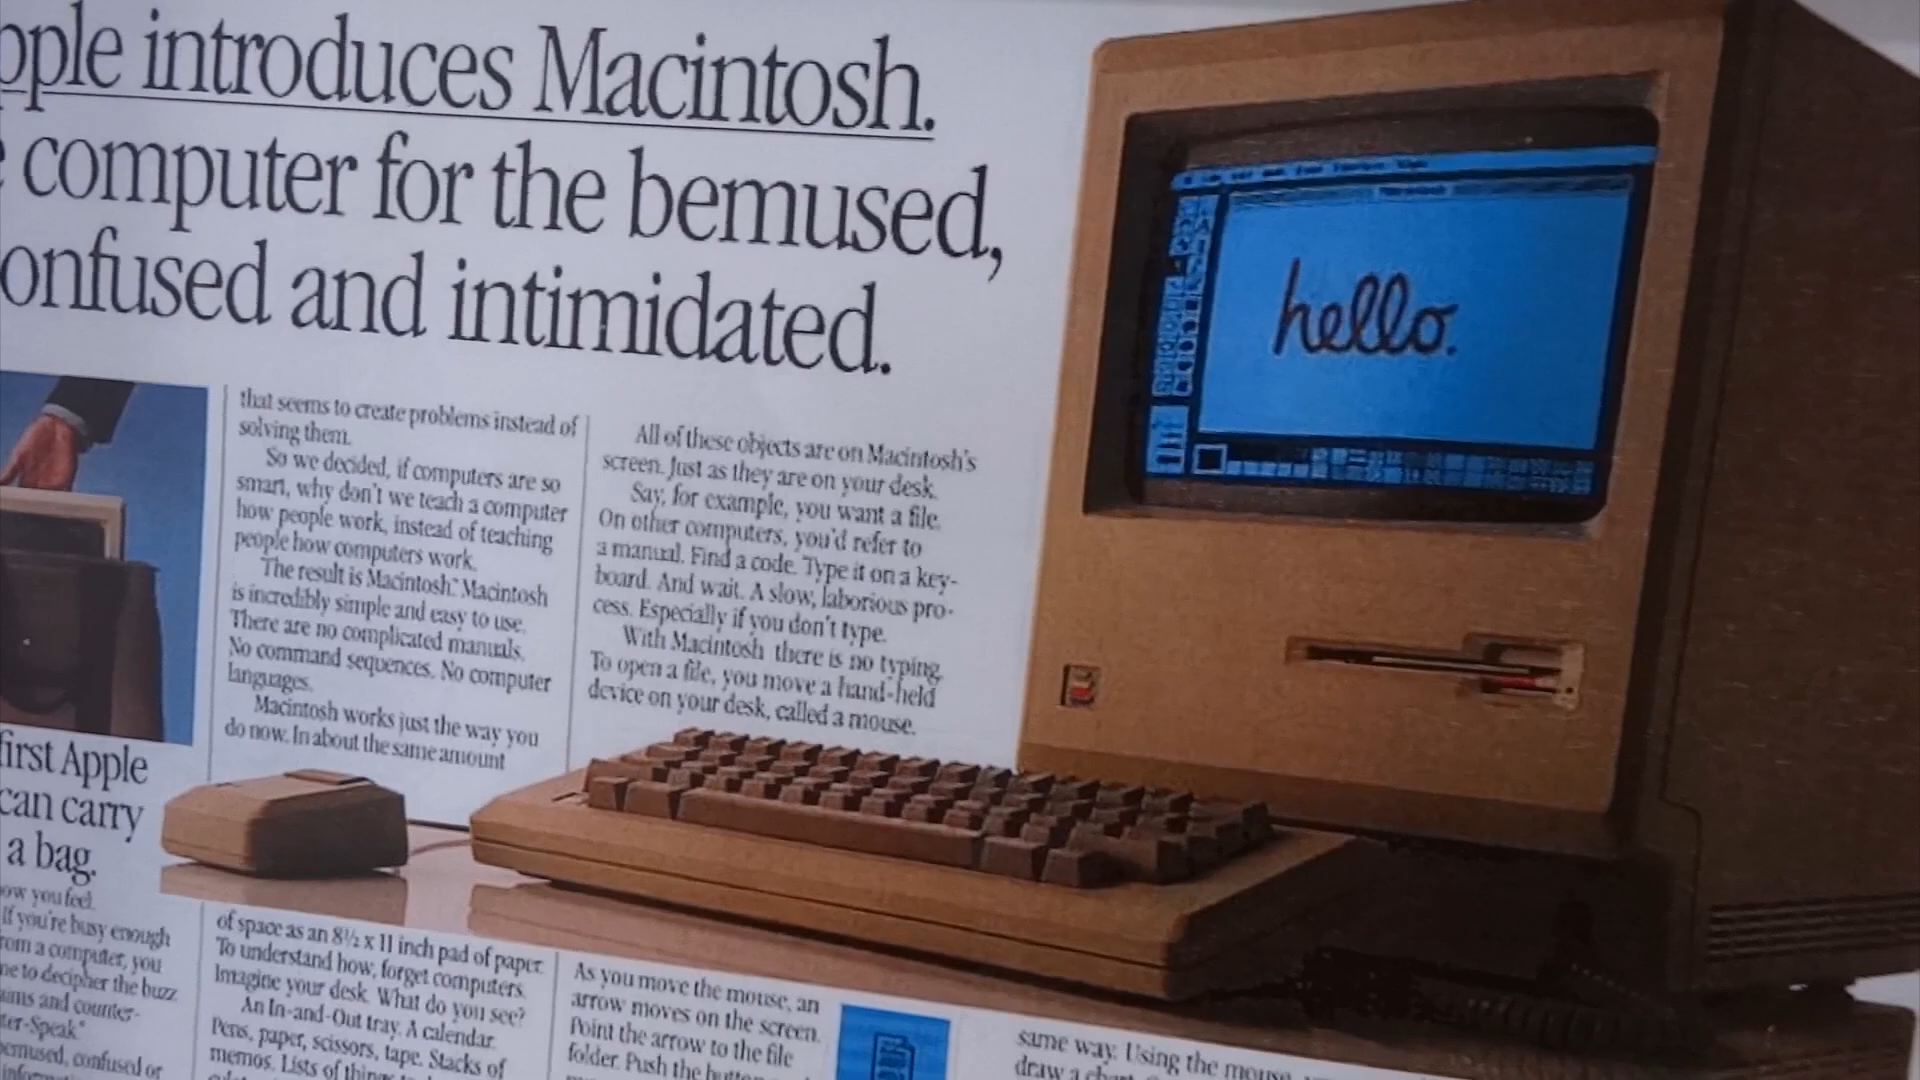 pple introduces Macintosh.
computer for the bemused,
onfused and intimidated.
that seems to create problems instead of
solving them.
So we decided, if computers are so
smart, why don't we teach a computer
how people work, instead of teaching
people how computers work.
The result is Macintosh.™ Macintosh
is incredibly simple and easy to use.
There are no complicated manuals.
No command sequences. No computer
languages.
Macintosh works just the way you
do now. In about the same amount
All of these objects are on Macintosh's
screen. Just as they are on your desk.
Say, for example, you want a file.
On other computers, you'd refer to
a manual. Find a code. Type it on a key-
board. And wait. A slow, laborious pro-
cess. Especially if you don't type.
With Macintosh there is no typing.
To open a file, you move a hand-held
device on your desk, called a mouse.
hello.
first Apple
can carry
a bag.
ow you feel.
If you're busy enough
rom a computer, you
me to decipher the buzz
and counter-
ter-Speak."
bemused, confused or
of space as an 8½ x 11 inch pad of paper.
To understand how, forget computers.
Imagine your desk. What do you see?
An In-and-Out tray. A calendar.
Pens, paper, scissors, tape. Stacks of
memos. Lists of things
As you move the mouse, an
arrow moves on the screen.
Point the arrow to the file
folder. Push the button
same way. Using the mouse,
draw a chart.